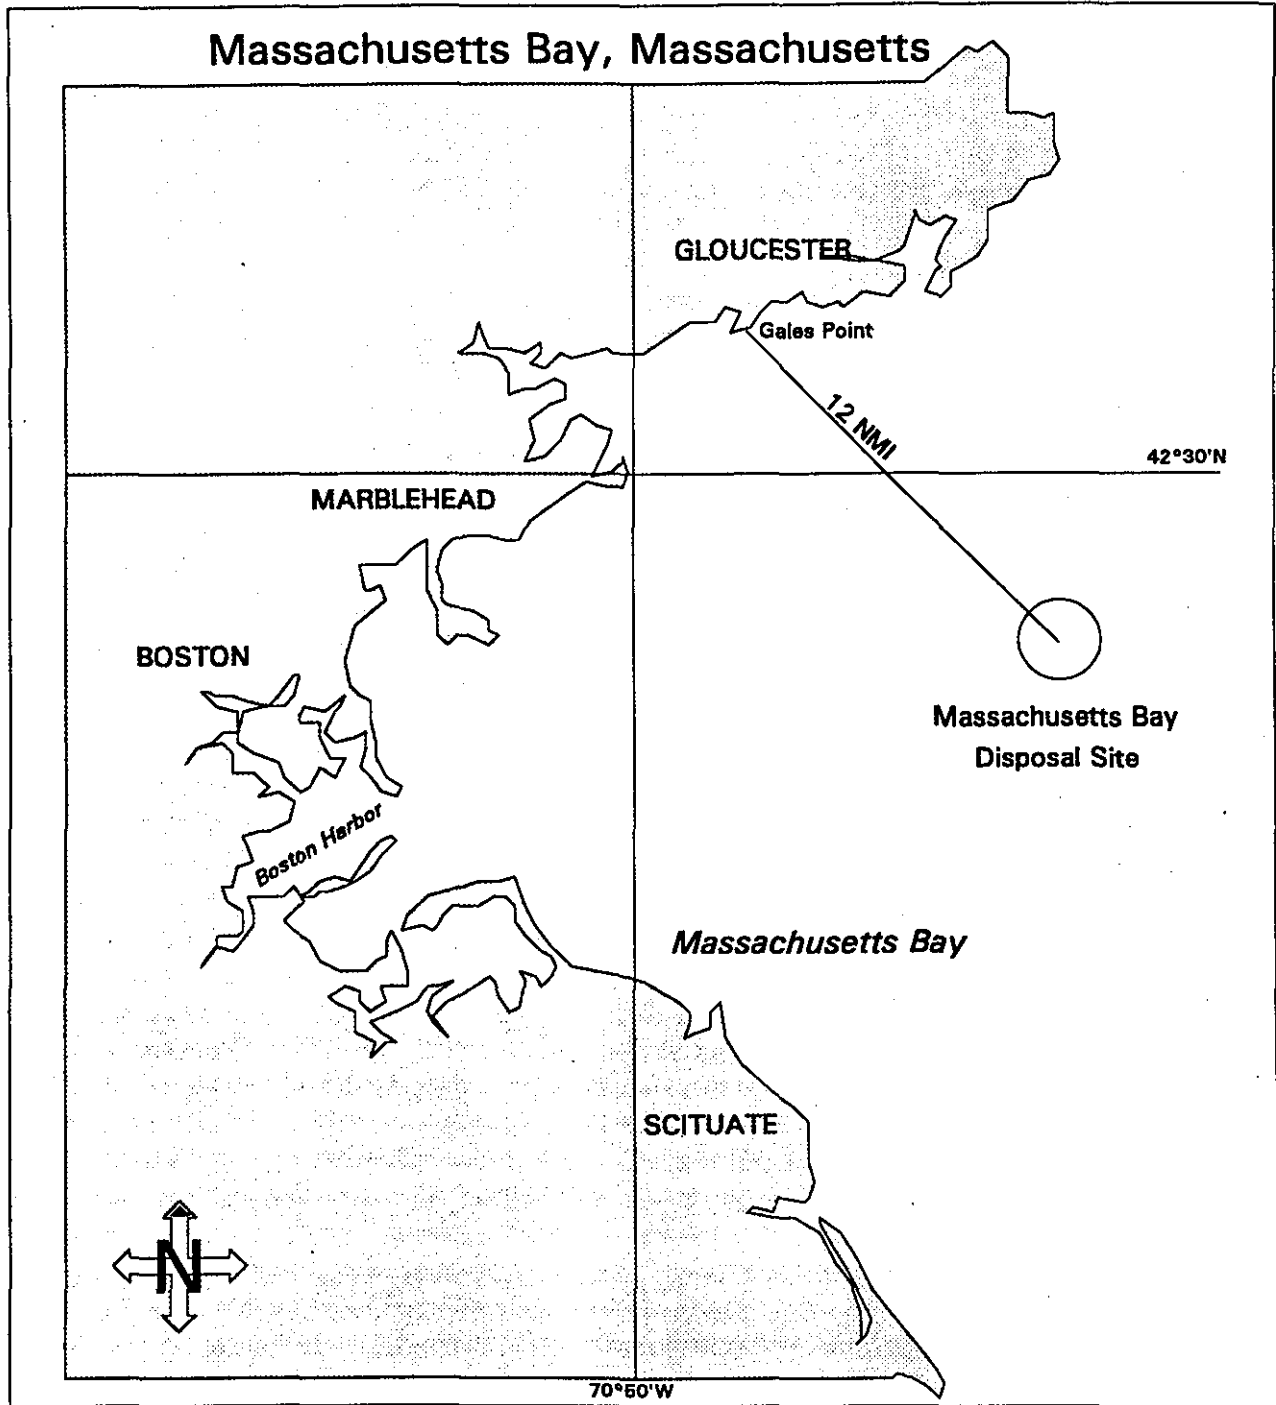 Massachusetts Bay, Massachusetts
GLOUCESTER
Gales Point
12 NMI
42°30'N
MARBLEHEAD
BOSTON
Massachusetts Bay
Disposal Site
Boston Harbor
Massachusetts Bay
SCITUATE
N
70°50'W